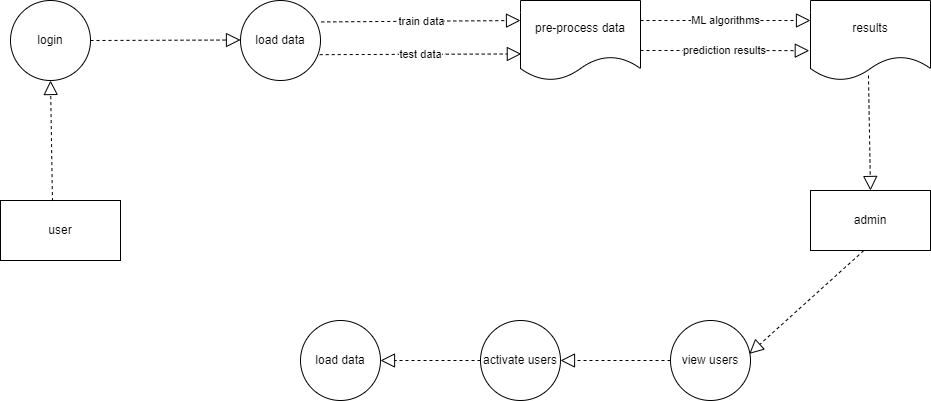 login
load data
train data
test data
pre-process data
ML algorithms
prediction results
results
user
admin
load data
activate users
view users